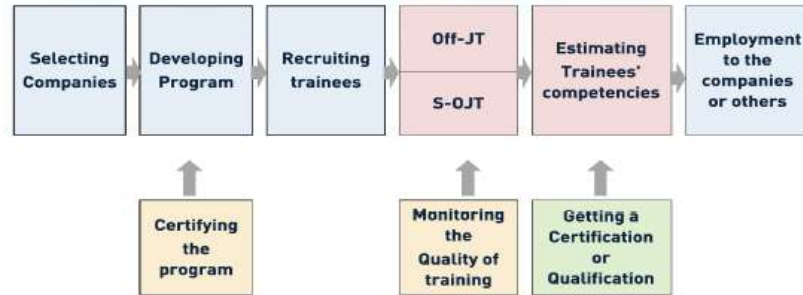 Selecting
Companies
Developing
Program
Recruiting
trainees
Off-JT
S-OJT
Estimating
Trainees'
competencies
Employment
to the
companies
or others
Certifying
the
program
Monitoring
the
Quality of
training
Getting a
Certification
or
Qualification